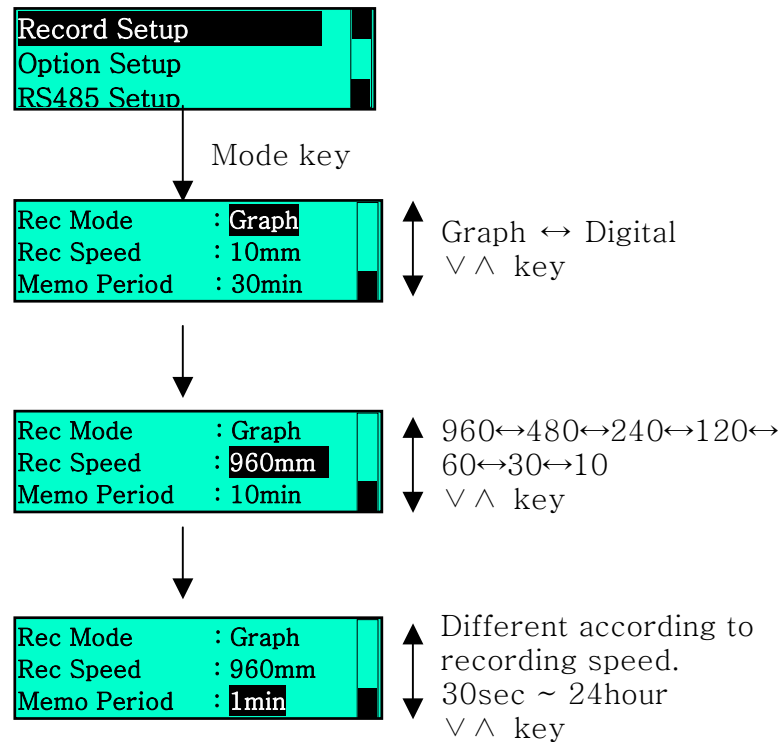 Record Setup
Option Setup
RS485 Setup
Mode key
Rec Mode : Graph
Rec Speed : 10mm
Memo Period : 30min
Graph ↔ Digital
∨∧ key
Rec Mode : Graph
Rec Speed : 960mm
Memo Period : 10min
960↔480↔240↔120↔
60↔30↔10
∨∧ key
Rec Mode : Graph
Rec Speed : 960mm
Memo Period : 1min
Different according to
recording speed.
30sec ~ 24hour
∨∧ key